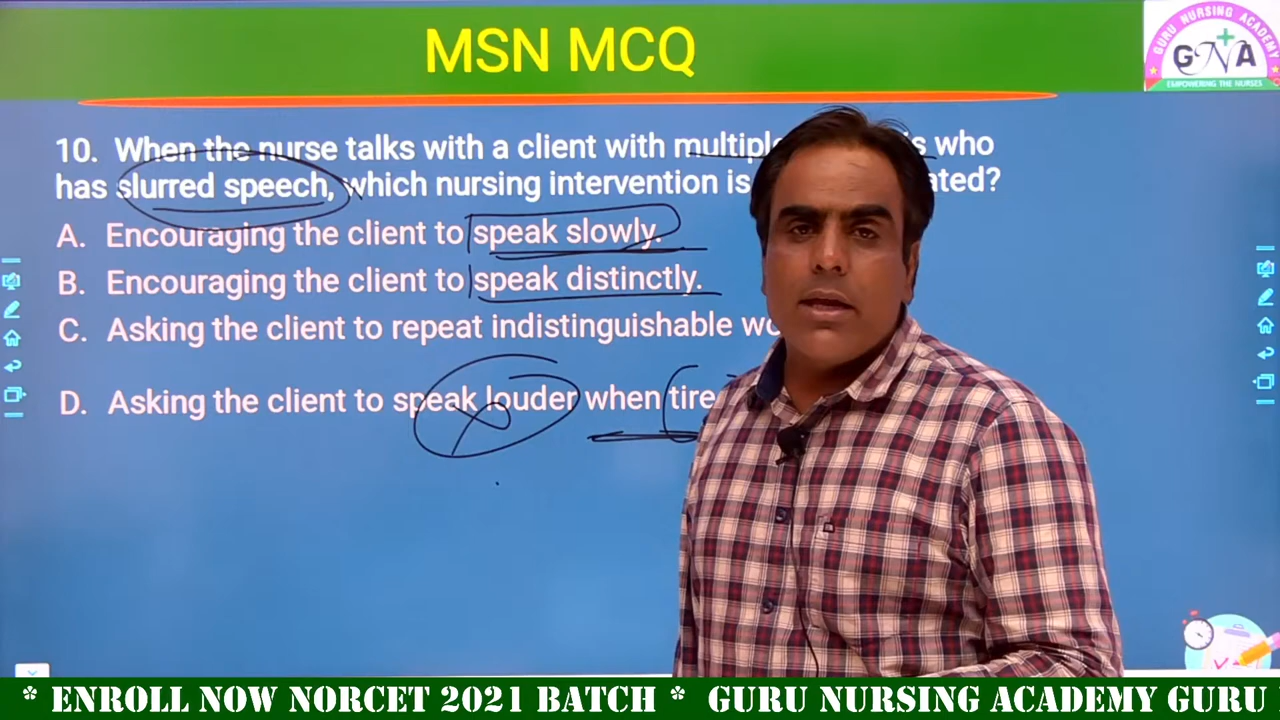 MSN MCQ
GURU NURSING ACADEMY
GNA
EMPOWERING THE NURSES
10. When the nurse talks with a client with who
has slurred speech, which nursing intervention is
A. Encouraging the client to speak slowly.
B. Encouraging the client to speak distinctly.
C. Asking the client to repeat indistinguishable
D. Asking the client to speak louder when
* ENROLL NOW NORCET 2021 BATCH * GURU NURSING ACADEMY GURU